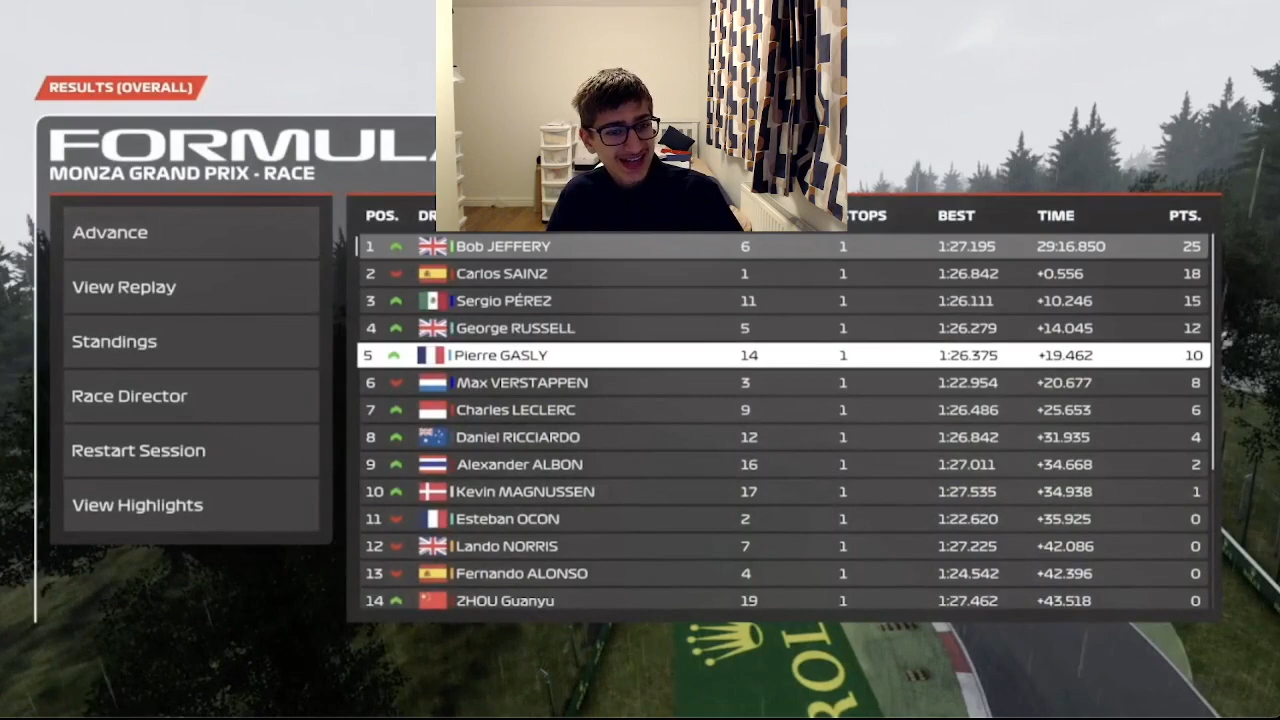 RESULTS (OVERALL)
FORMUL
MONZA GRAND PRIX - RACE
Advance
View Replay
Standings
Race Director
Restart Session
View Highlights
POS. DR STOPS BEST TIME PTS.
1 Bob JEFFERY 6 1 1:27.195 29:16.850 25
2 Carlos SAINZ 1 1 1:26.842 +0.556 18
3 Sergio PÉREZ 11 1 1:26.111 +10.246 15
4 George RUSSELL 5 1 1:26.279 +14.045 12
5 Pierre GASLY 14 1 1:26.375 +19.462 10
6 Max VERSTAPPEN 3 1 1:22.954 +20.677 8
7 Charles LECLERC 9 1 1:26.486 +25.653 6
8 Daniel RICCIARDO 12 1 1:26.842 +31.935 4
9 Alexander ALBON 16 1 1:27.011 +34.668 2
10 Kevin MAGNUSSEN 17 1 1:27.535 +34.938 1
11 Esteban OCON 2 1 1:22.620 +35.925 0
12 Lando NORRIS 7 1 1:27.225 +42.086 0
13 Fernando ALONSO 4 1 1:24.542 +42.396 0
14 ZHOU Guanyu 19 1 1:27.462 +43.518 0
ROL